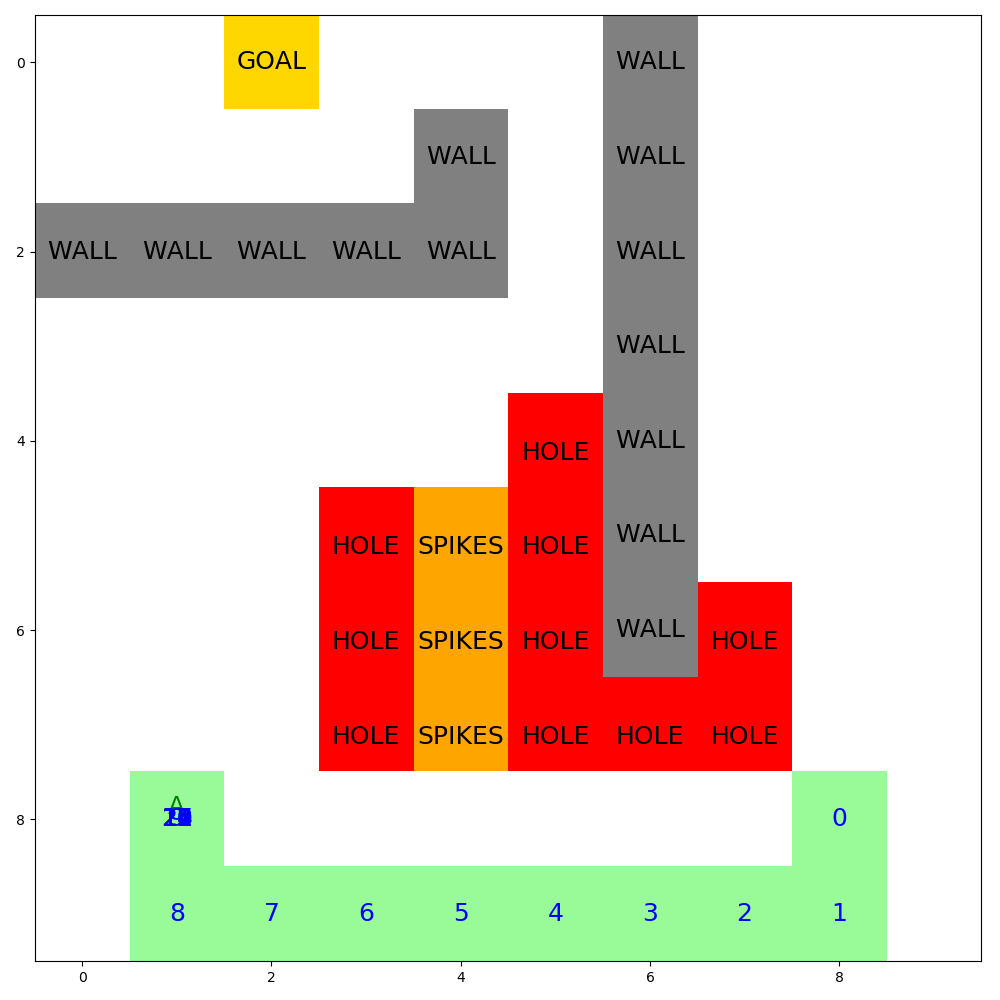 GOAL WALL
0
WALL WALL
WALL WALL WALL WALL WALL WALL
2
WALL
HOLE WALL
4
HOLE SPIKES HOLE WALL
HOLE SPIKES HOLE WALL HOLE
6
HOLE SPIKES HOLE HOLE HOLE
A
8 0
8 7 6 5 4 3 2 1
0 2 4 6 8